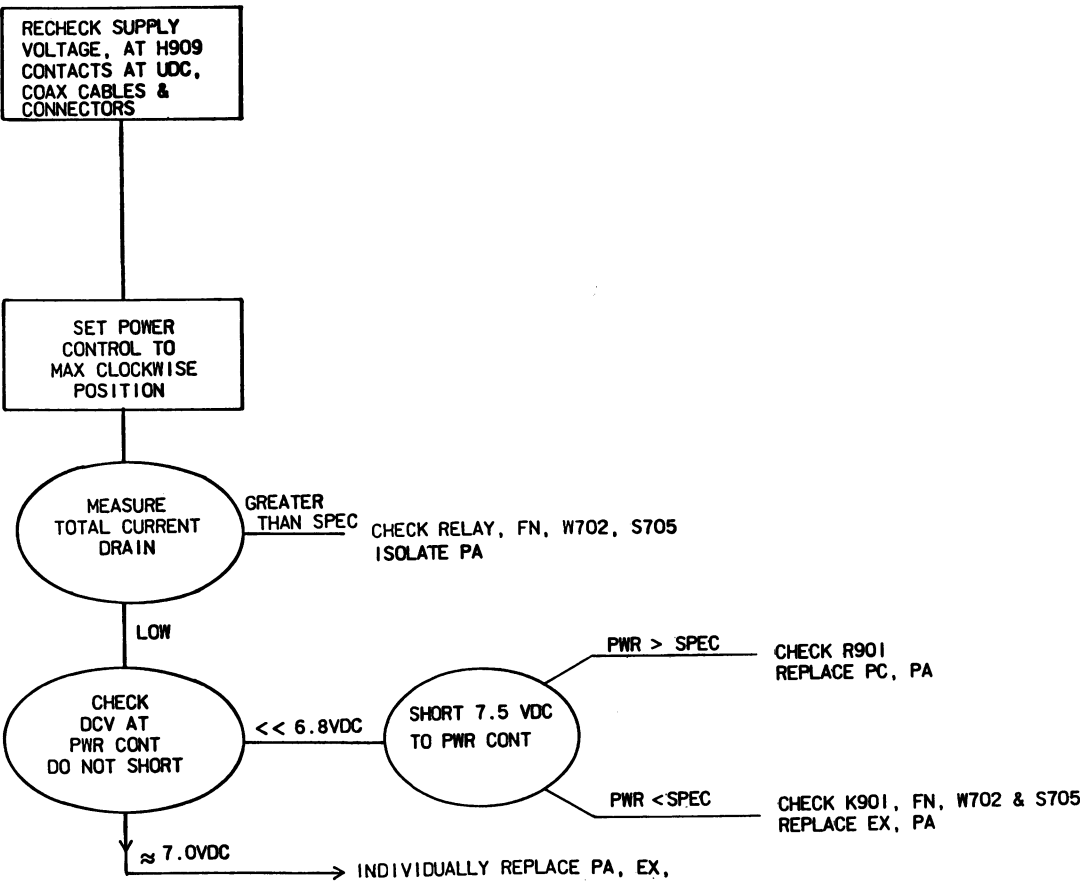 RECHECK SUPPLY
VOLTAGE, AT H909
CONTACTS AT UDC,
COAX CABLES &
CONNECTORS
SET POWER
CONTROL TO
MAX CLOCKWISE
POSITION
MEASURE
TOTAL CURRENT
DRAIN
GREATER
THAN SPEC
CHECK RELAY, FN, W702, S705
ISOLATE PA
LOW
CHECK
DCV AT
PWR CONT
DO NOT SHORT
<< 6.8VDC
SHORT 7.5 VDC
TO PWR CONT
PWR > SPEC
CHECK R901
REPLACE PC, PA
PWR < SPEC
CHECK K901, FN, W702 & S705
REPLACE EX, PA
≈ 7.0VDC
INDIVIDUALLY REPLACE PA, EX,